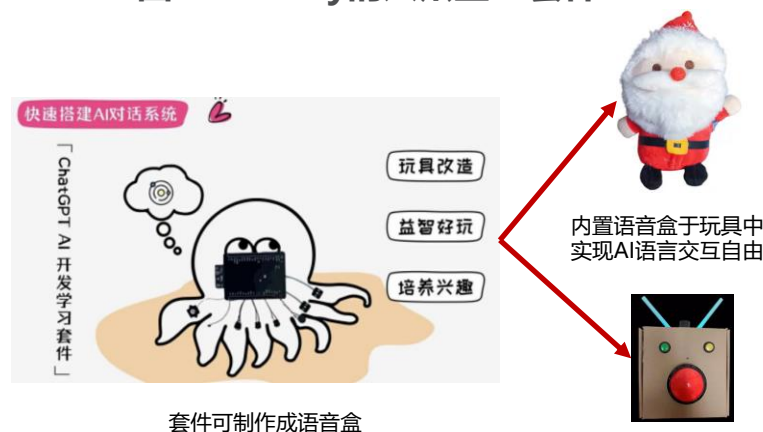 快速搭建AI对话系统
「ChatGPT AI 开发学习套件」
玩具改造
益智好玩
培养兴趣
内置语音盒于玩具中
实现AI语言交互自由
套件可制作成语音盒